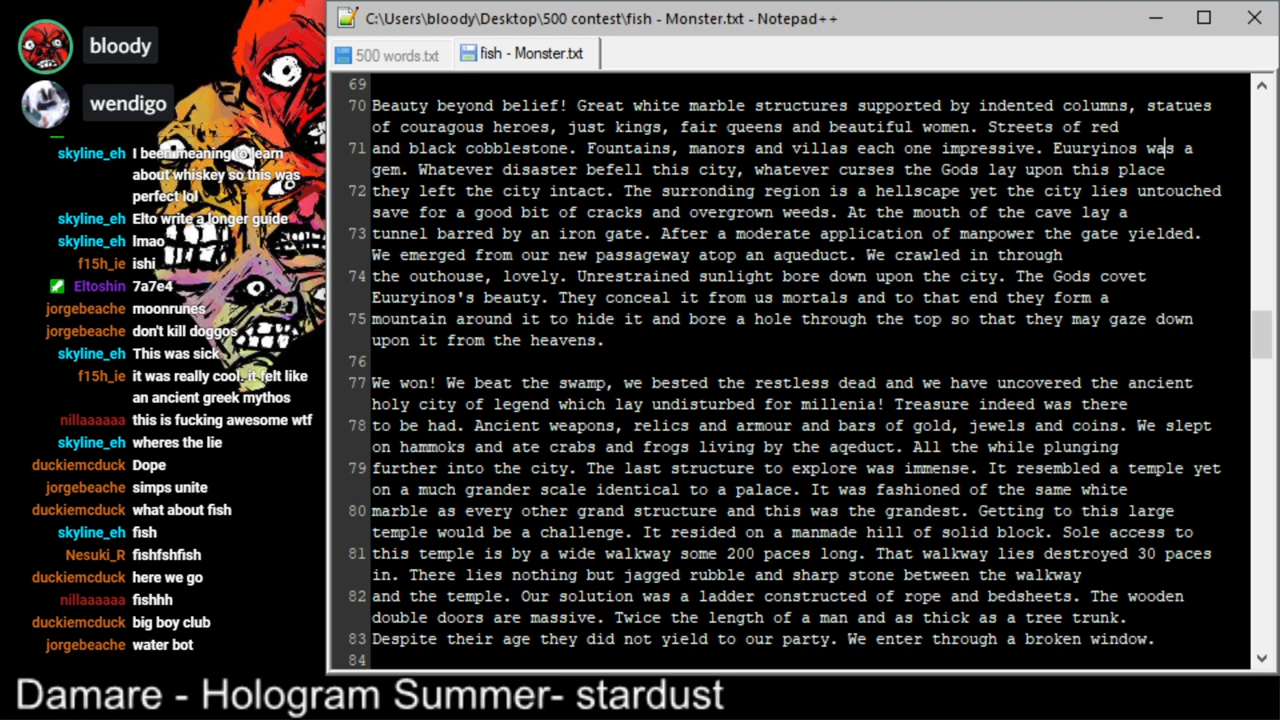 C:\Users\bloody\Desktop\500 contest\fish - Monster.txt - Notepad++
500 words.txt
fish - Monster.txt
bloody
wendigo
skyline_eh I been meaning to learn
about whiskey so this was
perfect lol
skyline_eh Elto write a longer guide
skyline_eh lmao
f15h_ie ishi
Eltoshin 7a7e4
jorgebeache moonrunes
jorgebeache don't kill doggos
skyline_eh This was sick
f15h_ie it was really cool. it felt like
an ancient greek mythos
nillaaaaaa this is fucking awesome wtf
skyline_eh wheres the lie
duckiemcduck Dope
jorgebeache simps unite
duckiemcduck what about fish
skyline_eh fish
Nesuki_R fishfshfish
duckiemcduck here we go
nillaaaaaa fishhh
duckiemcduck big boy club
jorgebeache water bot
69
70 Beauty beyond belief! Great white marble structures supported by indented columns, statues
of couragous heroes, just kings, fair queens and beautiful women. Streets of red
71 and black cobblestone. Fountains, manors and villas each one impressive. Euuryinos was a
gem. Whatever disaster befell this city, whatever curses the Gods lay upon this place
72 they left the city intact. The surronding region is a hellscape yet the city lies untouched
save for a good bit of cracks and overgrown weeds. At the mouth of the cave lay a
73 tunnel barred by an iron gate. After a moderate application of manpower the gate yielded.
We emerged from our new passageway atop an aqueduct. We crawled in through
74 the outhouse, lovely. Unrestrained sunlight bore down upon the city. The Gods covet
Euuryinos's beauty. They conceal it from us mortals and to that end they form a
75 mountain around it to hide it and bore a hole through the top so that they may gaze down
upon it from the heavens.
76
77 We won! We beat the swamp, we bested the restless dead and we have uncovered the ancient
holy city of legend which lay undisturbed for millenia! Treasure indeed was there
78 to be had. Ancient weapons, relics and armour and bars of gold, jewels and coins. We slept
on hammoks and ate crabs and frogs living by the aqeduct. All the while plunging
79 further into the city. The last structure to explore was immense. It resembled a temple yet
on a much grander scale identical to a palace. It was fashioned of the same white
80 marble as every other grand structure and this was the grandest. Getting to this large
temple would be a challenge. It resided on a manmade hill of solid block. Sole access to
81 this temple is by a wide walkway some 200 paces long. That walkway lies destroyed 30 paces
in. There lies nothing but jagged rubble and sharp stone between the walkway
82 and the temple. Our solution was a ladder constructed of rope and bedsheets. The wooden
double doors are massive. Twice the length of a man and as thick as a tree trunk.
83 Despite their age they did not yield to our party. We enter through a broken window.
84
Damare - Hologram Summer- stardust